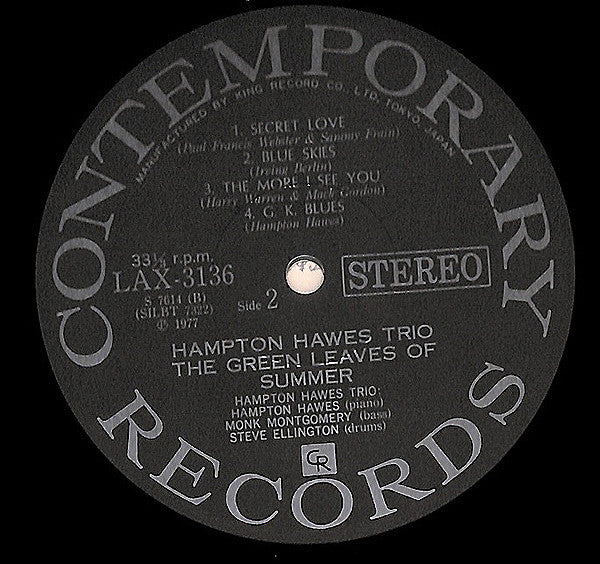 CONTEMPORARY RECORDS
MANUFACTURED BY KING RECORD CO., LTD. TOKYO, JAPAN
1. SECRET LOVE
(Paul Francis Webster & Sammy Frain)
2. BLUE SKIES
(Irving Berlin)
3. THE MORE I SEE YOU
(Harry Warren & Mack Gordon)
4. G. K. BLUES
(Hampton Hawes)
33⅓ r.p.m.
LAX-3136
S 7614 (B)
(SILBT 7322)
Ⓟ 1977
Side 2
STEREO
HAMPTON HAWES TRIO
THE GREEN LEAVES OF
SUMMER
HAMPTON HAWES TRIO:
HAMPTON HAWES (piano)
MONK MONTGOMERY (bass)
STEVE ELLINGTON (drums)
CR